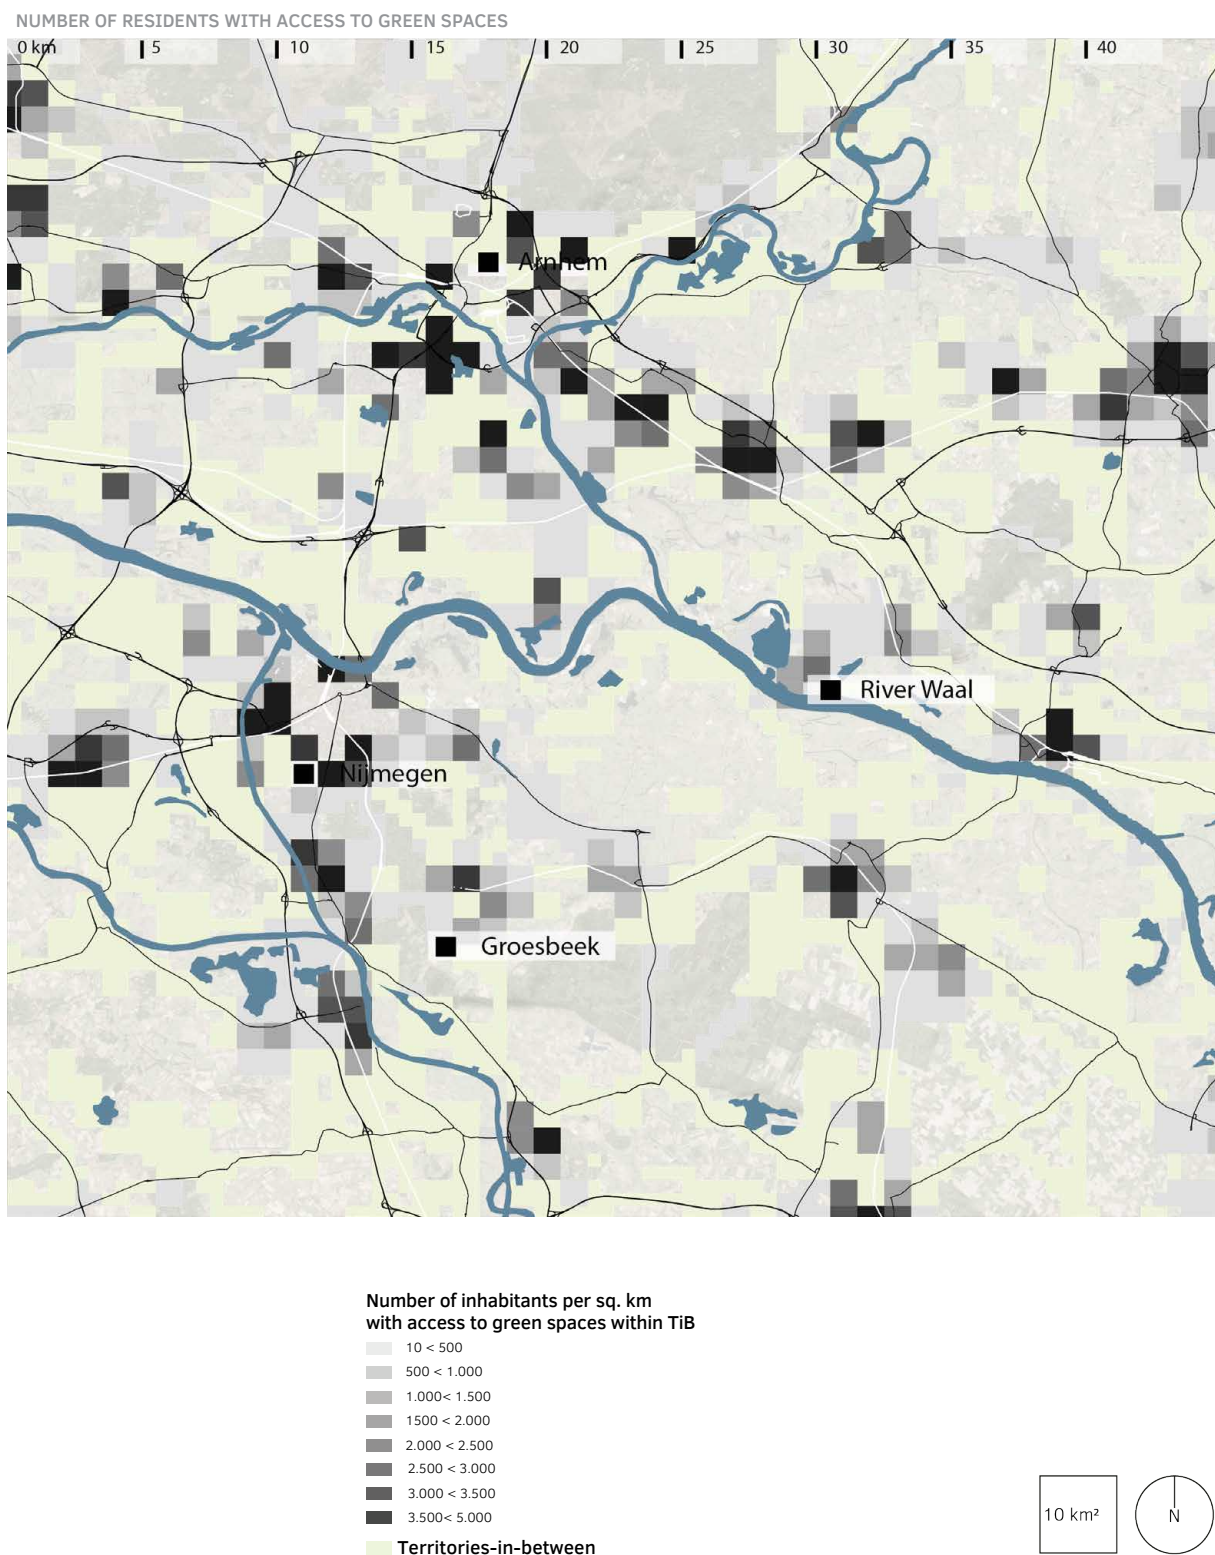 NUMBER OF RESIDENTS WITH ACCESS TO GREEN SPACES
0 km 5 10 15 20 25 30 35 40
Arnhem
River Waal
Nijmegen
Groesbeek
Number of inhabitants per sq. km
with access to green spaces within TiB
10 < 500
500 < 1.000
1.000< 1.500
1500 < 2.000
2.000 < 2.500
2.500 < 3.000
3.000 < 3.500
3.500< 5.000
Territories-in-between
10 km²
N